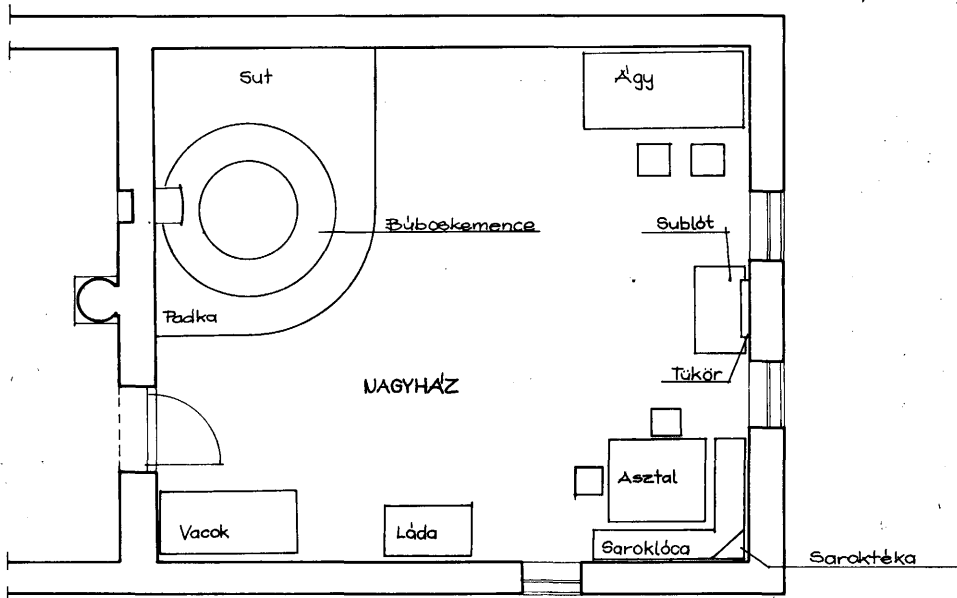 Sut
Ágy
Búboskemence
Sublót
Padka
Tükör
NAGYHÁZ
Asztal
Vacok
Láda
Saroklóca
Saroktéka